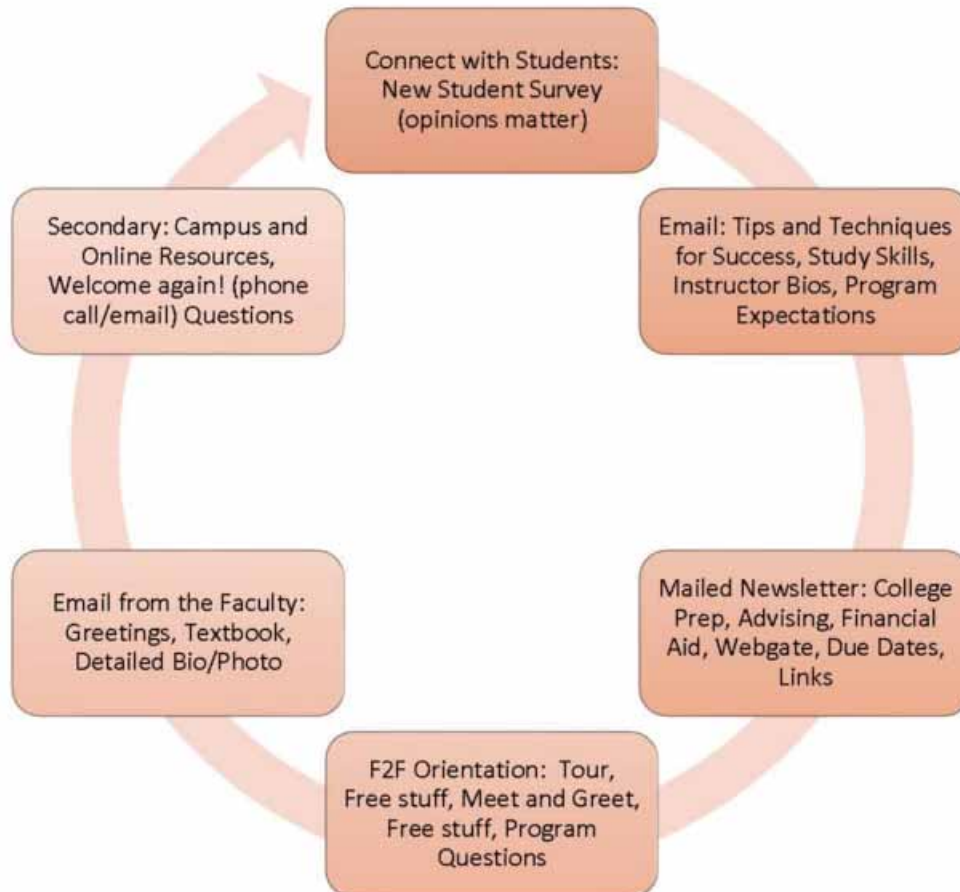 Connect with Students:
New Student Survey
(opinions matter)
Email: Tips and Techniques
for Success, Study Skills,
Instructor Bios, Program
Expectations
Mailed Newsletter: College
Prep, Advising, Financial
Aid, Webgate, Due Dates,
Links
F2F Orientation:  Tour,
Free stuff, Meet and Greet,
Free stuff, Program
Questions
Email from the Faculty:
Greetings, Textbook,
Detailed Bio/Photo
Secondary: Campus and
Online Resources,
Welcome again! (phone
call/email) Questions